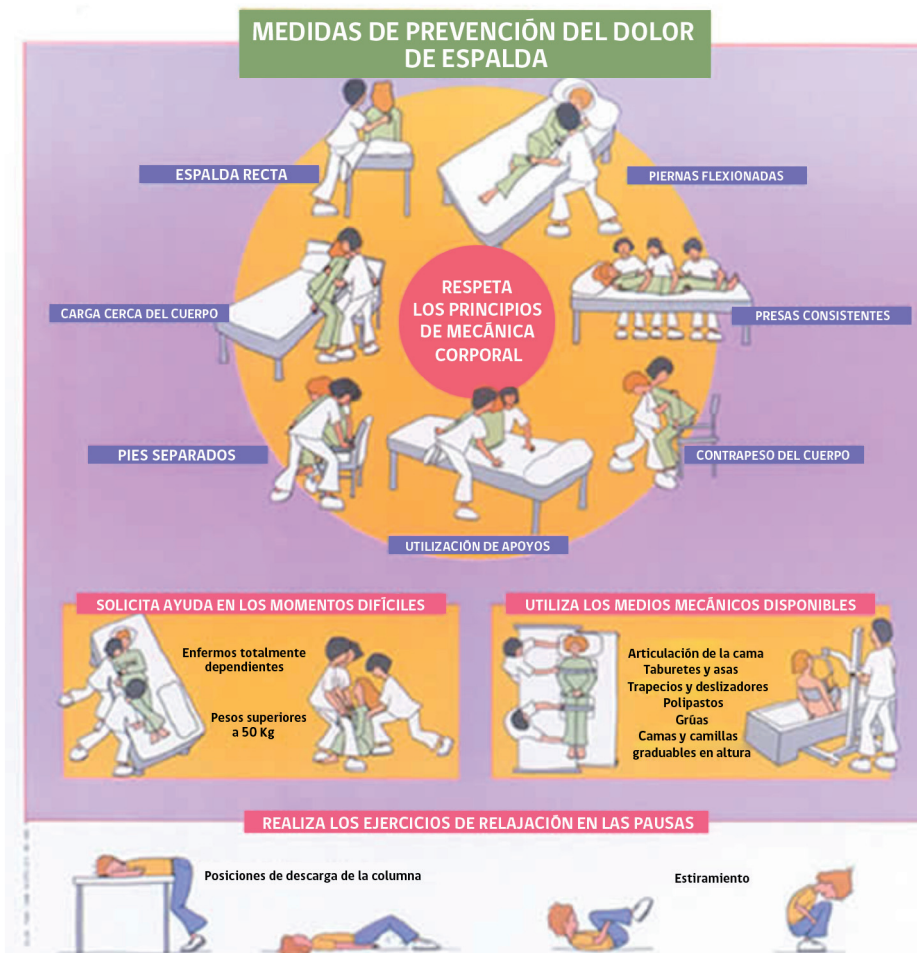 MEDIDAS DE PREVENCIÓN DEL DOLOR
DE ESPALDA
ESPALDA RECTA
PIERNAS FLEXIONADAS
CARGA CERCA DEL CUERPO
RESPETA
LOS PRINCIPIOS
DE MECÁNICA
CORPORAL
PRESAS CONSISTENTES
PIES SEPARADOS
CONTRAPESO DEL CUERPO
UTILIZACIÓN DE APOYOS
SOLICITA AYUDA EN LOS MOMENTOS DIFÍCILES
Enfermos totalmente
dependientes
Pesos superiores
a 50 Kg
UTILIZA LOS MEDIOS MECÁNICOS DISPONIBLES
Articulación de la cama
Taburetes y asas
Trapecios y deslizadores
Polipastos
Grúas
Camas y camillas
graduables en altura
REALIZA LOS EJERCICIOS DE RELAJACIÓN EN LAS PAUSAS
Posiciones de descarga de la columna
Estiramiento